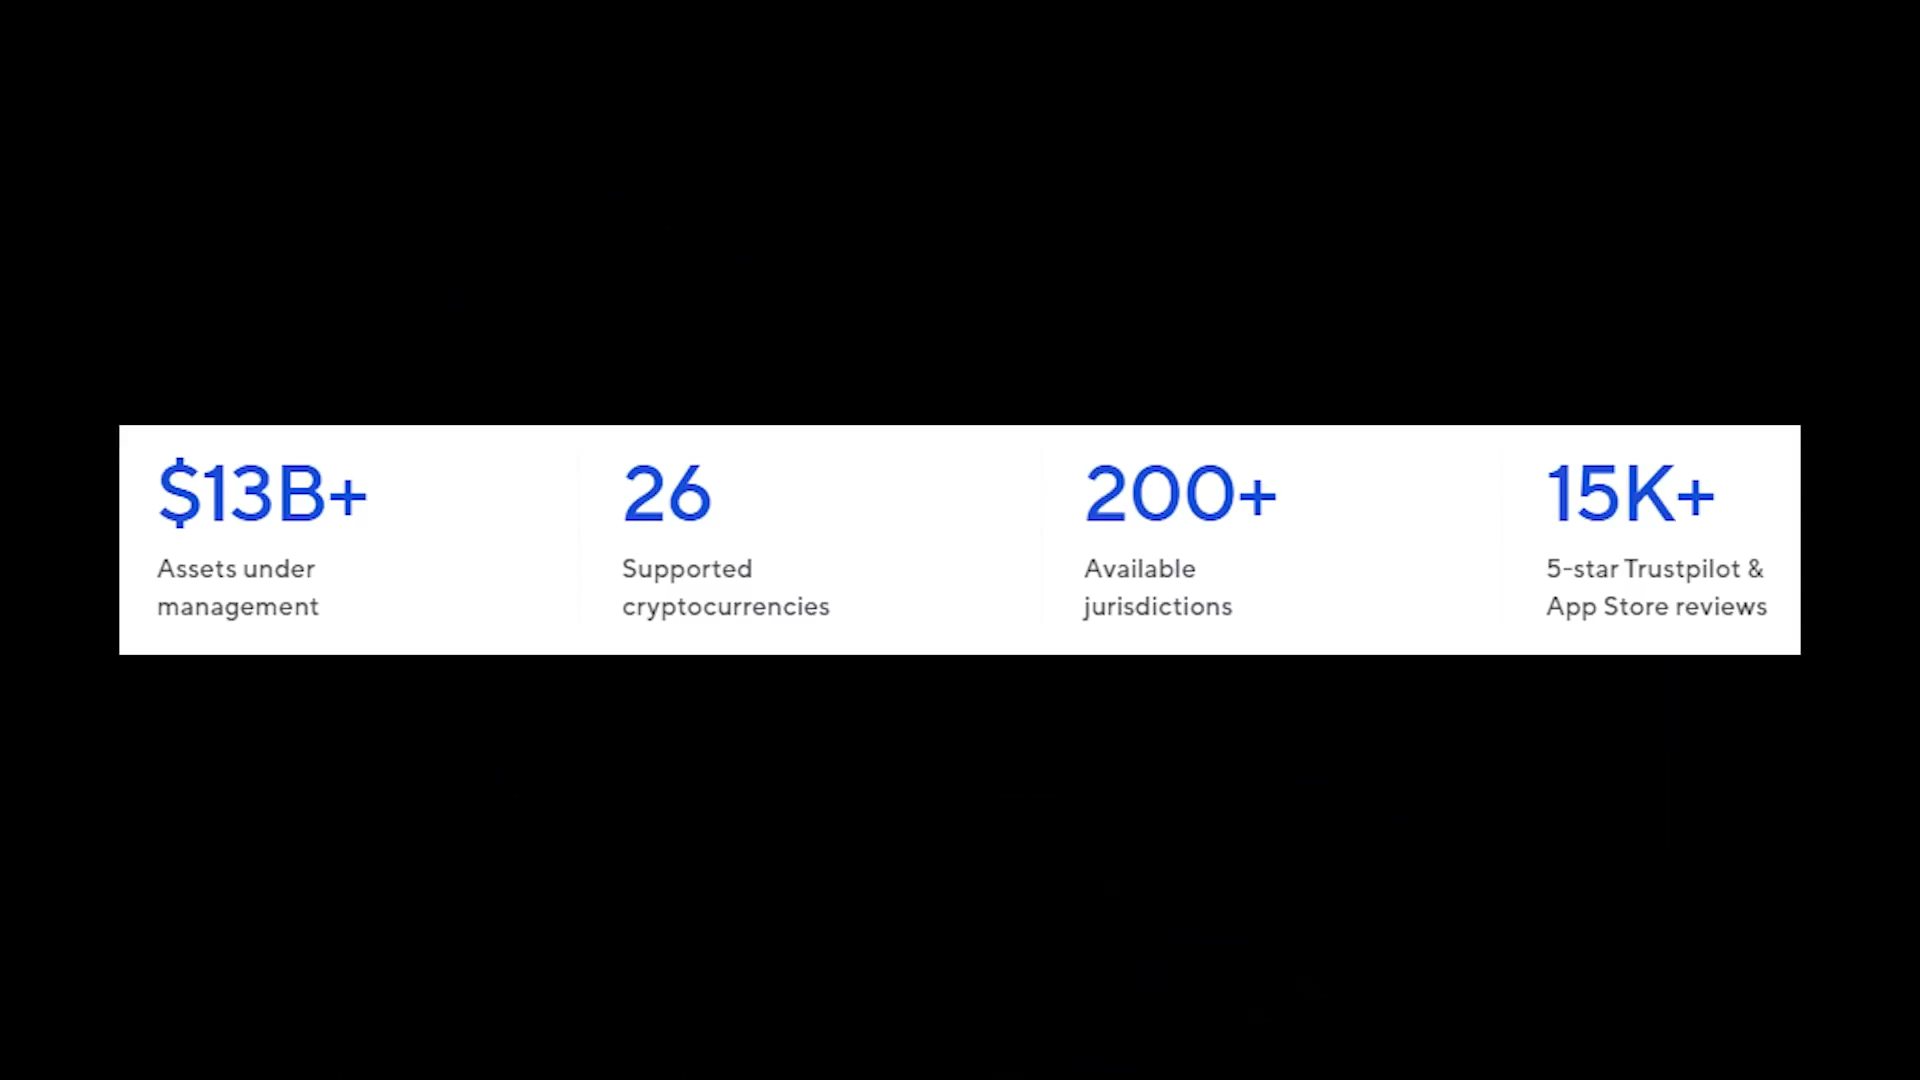 $13B+
Assets under
management
26
Supported
cryptocurrencies
200+
Available
jurisdictions
15K+
5-star Trustpilot &
App Store reviews